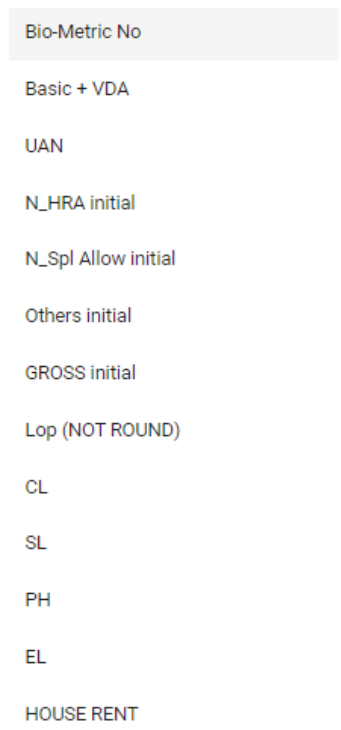 Bio-Metric No
Basic + VDA
UAN
N_HRA initial
N_Spl Allow initial
Others initial
GROSS initial
Lop (NOT ROUND)
CL
SL
PH
EL
HOUSE RENT